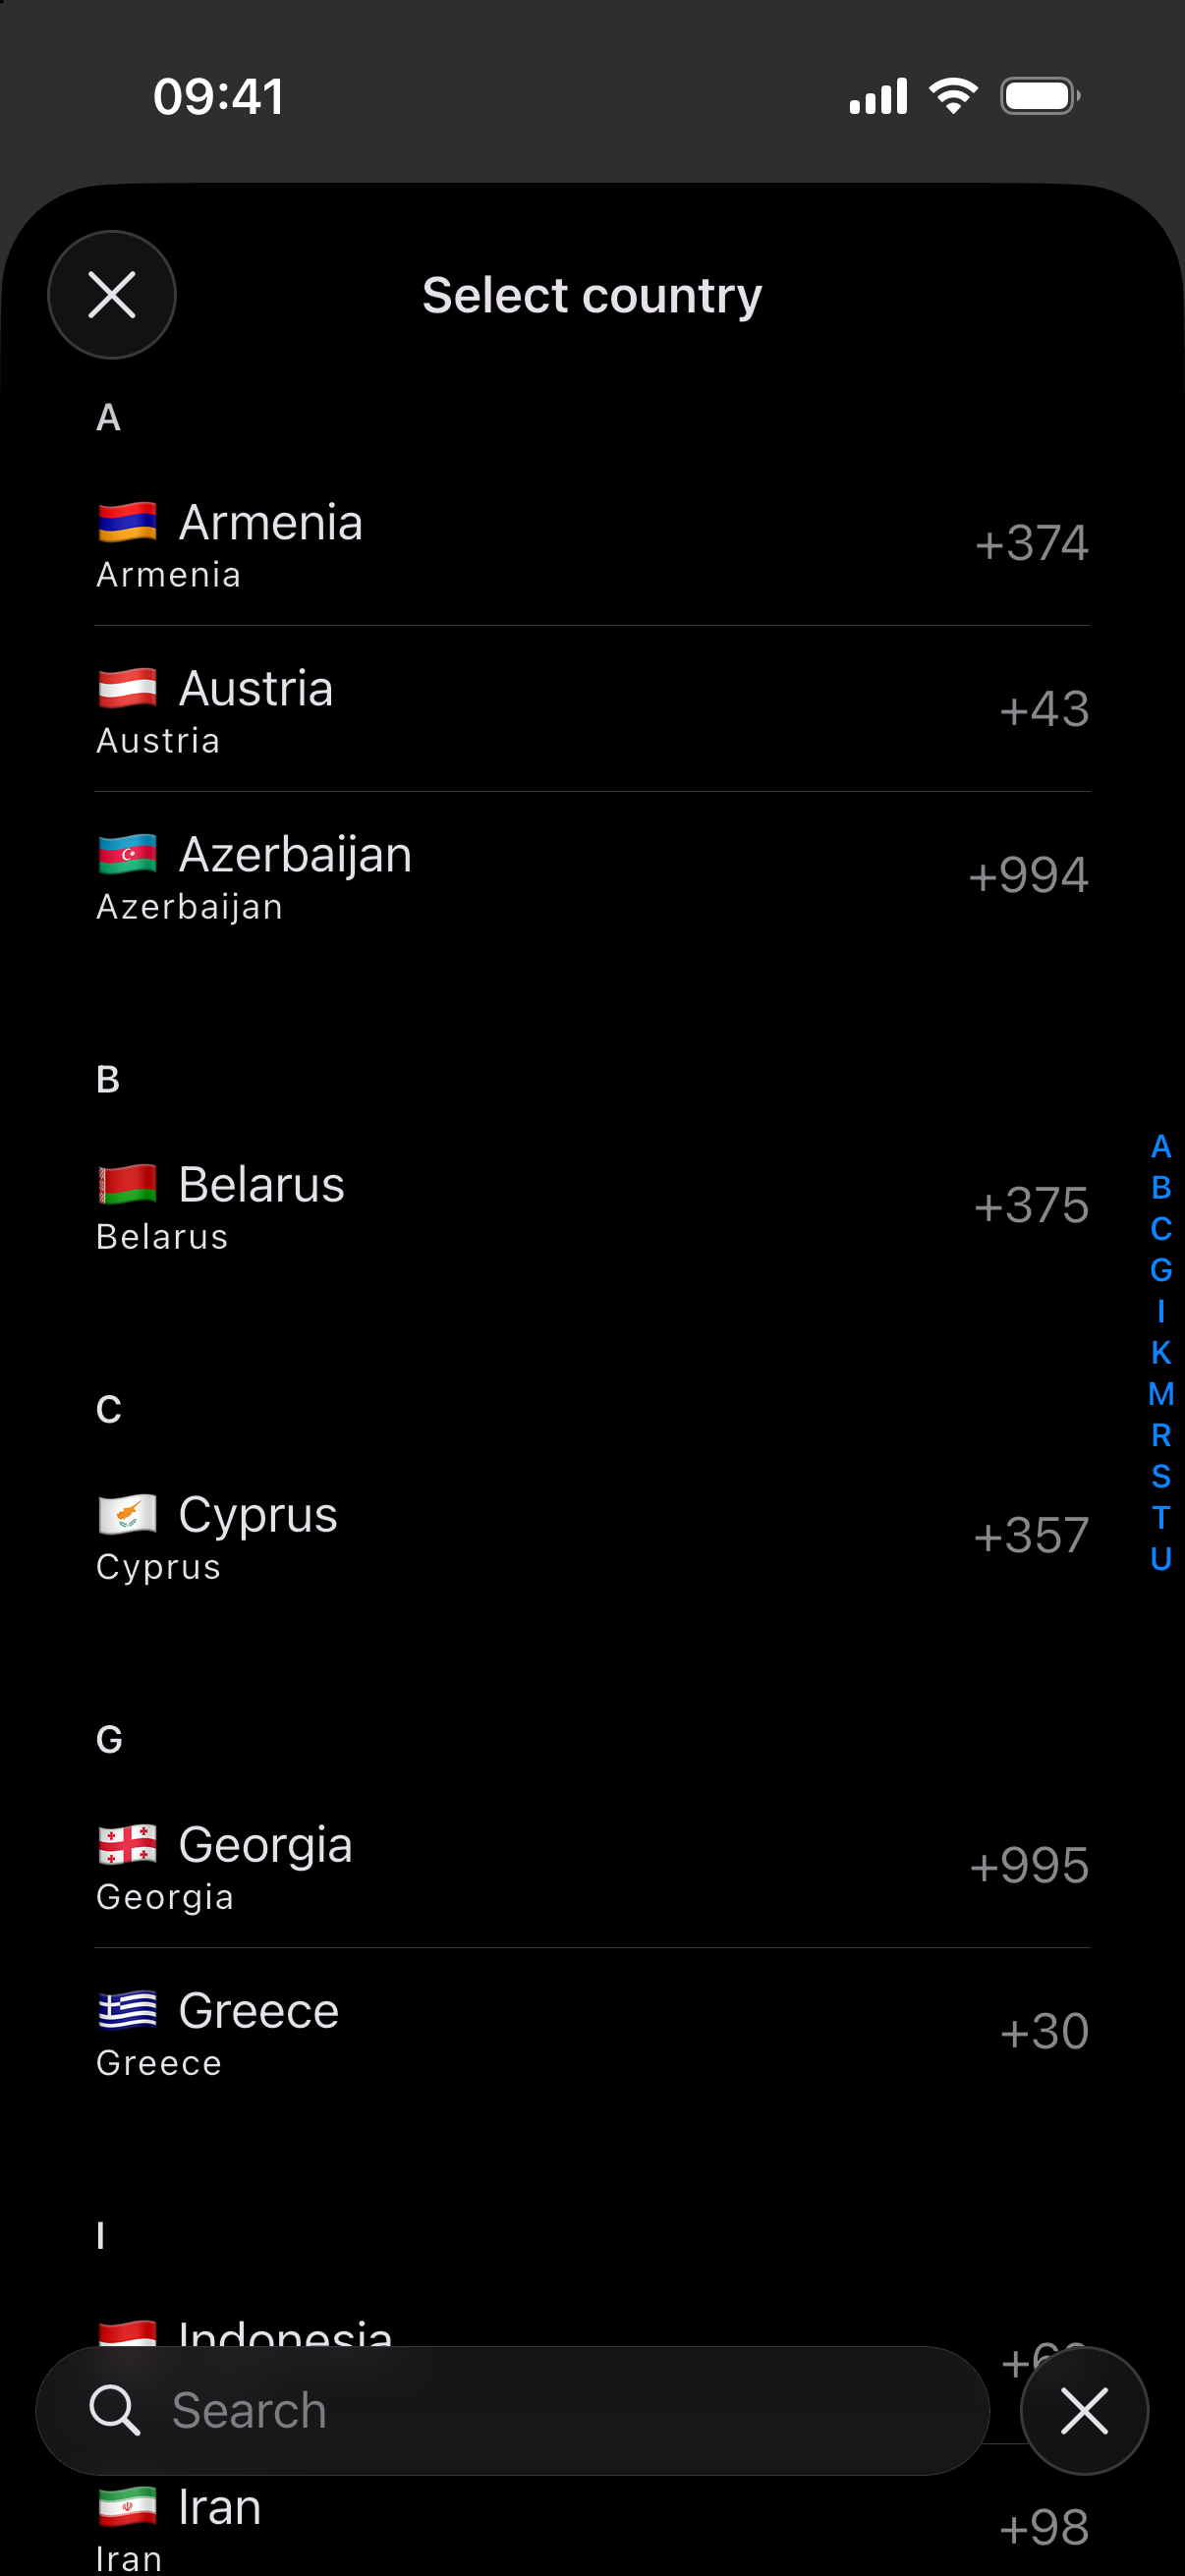 09:41
Select country
A
Armenia
Armenia
+374
Austria
Austria
+43
Azerbaijan
Azerbaijan
+994
B
Belarus
Belarus
+375
C
Cyprus
Cyprus
+357
G
Georgia
Georgia
+995
Greece
Greece
+30
I
Indonesia
Search
Iran
Iran
+98
A
B
C
G
I
K
M
R
S
T
U